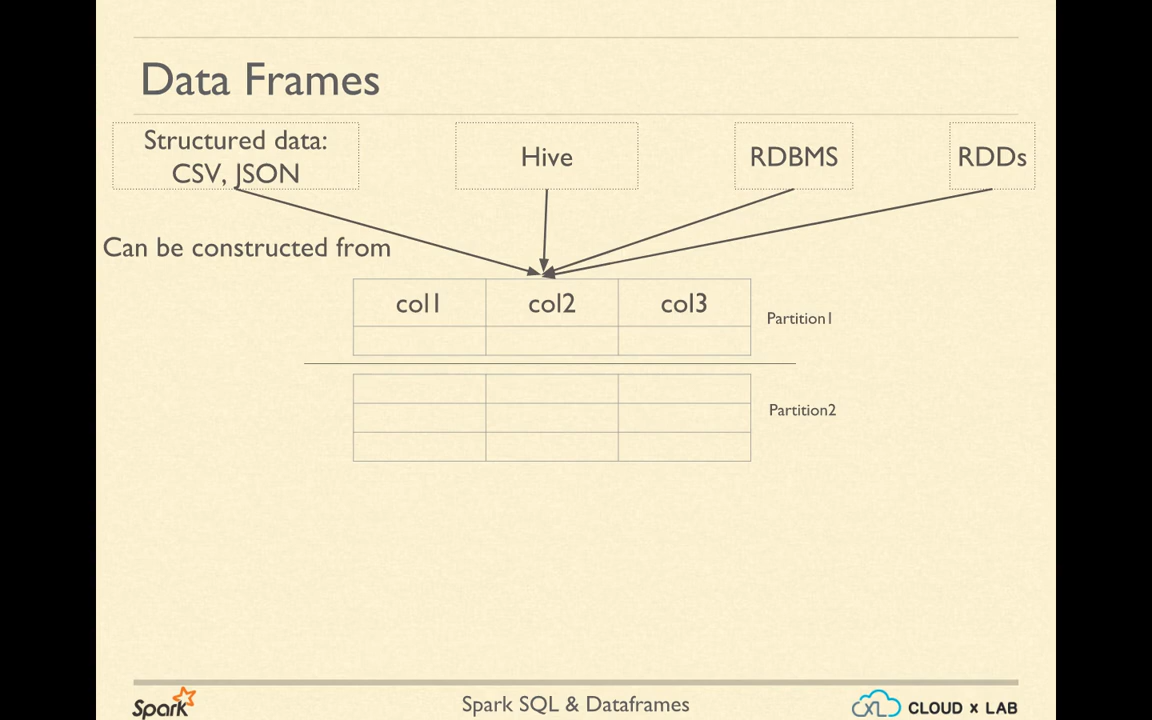 Data Frames
Structured data:
CSV, JSON
Hive
RDBMS
RDDs
Can be constructed from
col1
col2
col3
Partition1
Partition2
Spark
Spark SQL & Dataframes
CXL
CLOUD x LAB